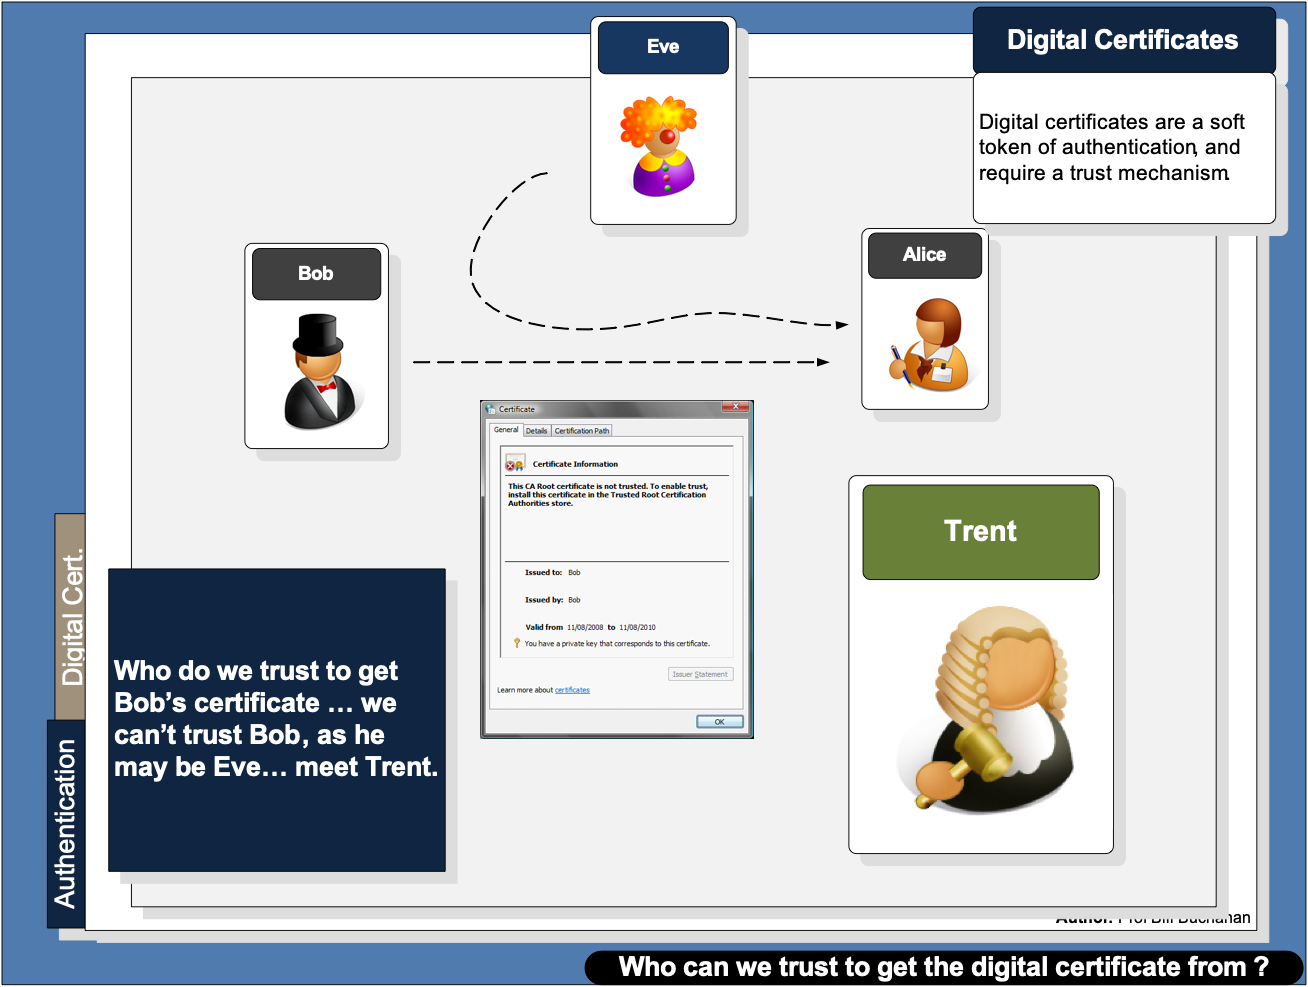 Eve
Digital Certificates
Digital certificates are a soft
token of authentication, and
require a trust mechanism.
Bob
Alice
Certificate
General Details Certification Path
Certificate Information
This CA Root certificate is not trusted. To enable trust,
install this certificate in the Trusted Root Certification
Authorities store.
Issued to: Bob
Issued by: Bob
Valid from 11/08/2008 to 11/08/2010
You have a private key that corresponds to this certificate.
Issuer Statement
Learn more about certificates
OK
Trent
Digital Cert.
Authentication
Who do we trust to get
Bob’s certificate … we
can’t trust Bob, as he
may be Eve… meet Trent.
Author: Prof Bill Buchanan
Who can we trust to get the digital certificate from ?